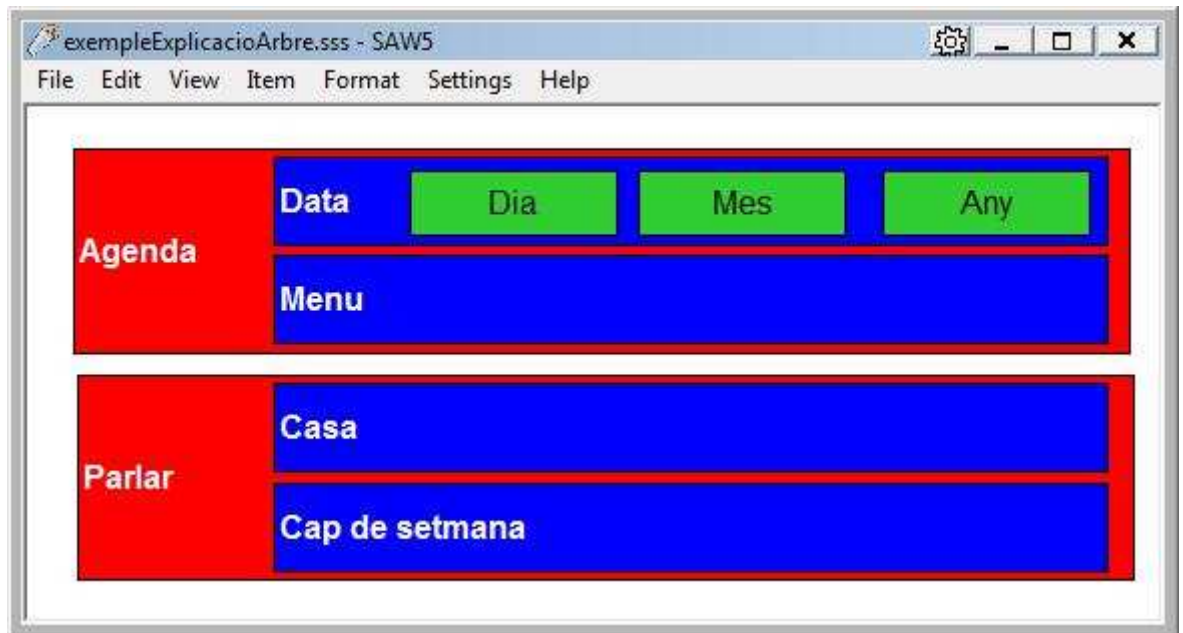 exempleExplicacioArbre.sss - SAW5
File Edit View Item Format Settings Help
Data Dia Mes Any
Agenda
Menu
Casa
Parlar
Cap de setmana